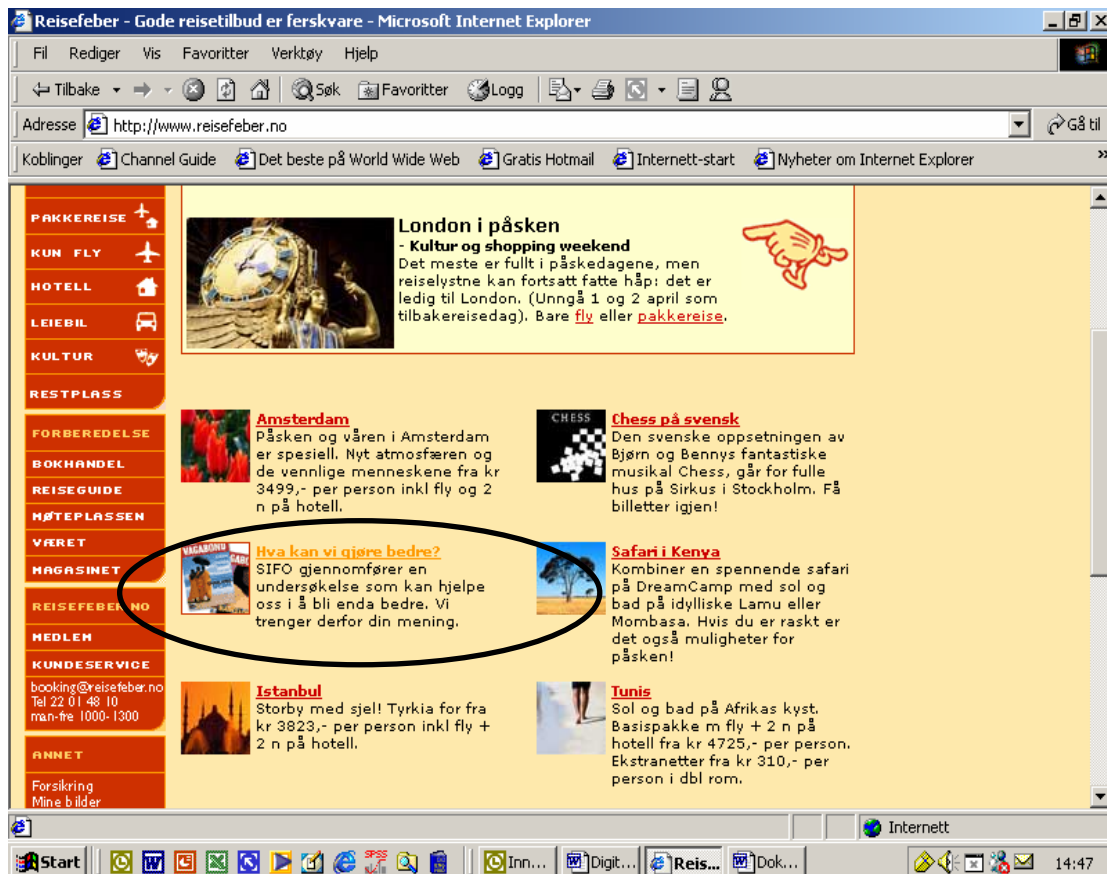 Reisefeber - Gode reisetilbud er ferskvare - Microsoft Internet Explorer
Fil Rediger Vis Favoritter Verktøy Hjelp
Tilbake Søk Favoritter Logg
Adresse http://www.reisefeber.no Gå til
Koblinger Channel Guide Det beste på World Wide Web Gratis Hotmail Internett-start Nyheter om Internet Explorer »
PAKKEREISE
KUN FLY
HOTELL
LEIEBIL
KULTUR
RESTPLASS
FORBEREDELSE
BOKHANDEL
REISEGUIDE
MØTEPLASSEN
VÆRET
MAGASINET
REISEFEBER.NO
MEDLEM
KUNDESERVICE
booking@reisefeber.no
Tel 22 01 48 10
man-fre 1000-1300
ANNET
Forsikring
Mine bilder
London i påsken
- Kultur og shopping weekend
Det meste er fullt i påskedagene, men
reiselystne kan fortsatt fatte håp: det er
ledig til London. (Unngå 1 og 2 april som
tilbakereisedag). Bare fly eller pakkereise.
Amsterdam
Påsken og våren i Amsterdam
er spesiell. Nyt atmosfæren og
de vennlige menneskene fra kr
3499,- per person inkl fly og 2
n på hotell.
CHESS
Chess på svensk
Den svenske oppsetningen av
Bjørn og Bennys fantastiske
musikal Chess, går for fulle
hus på Sirkus i Stockholm. Få
billetter igjen!
VAGABOND
Hva kan vi gjøre bedre?
SIFO gjennomfører en
undersøkelse som kan hjelpe
oss i å bli enda bedre. Vi
trenger derfor din mening.
Safari i Kenya
Kombiner en spennende safari
på DreamCamp med sol og
bad på idylliske Lamu eller
Mombasa. Hvis du er raskt er
det også muligheter for
påsken!
Istanbul
Storby med sjel! Tyrkia for fra
kr 3823,- per person inkl fly +
2 n på hotell.
Tunis
Sol og bad på Afrikas kyst.
Basispakke m fly + 2 n på
hotell fra kr 4725,- per person.
Ekstranetter fra kr 310,- per
person i dbl rom.
Internett
Start SPSS Inn... Digit... Reis... Dok... 14:47